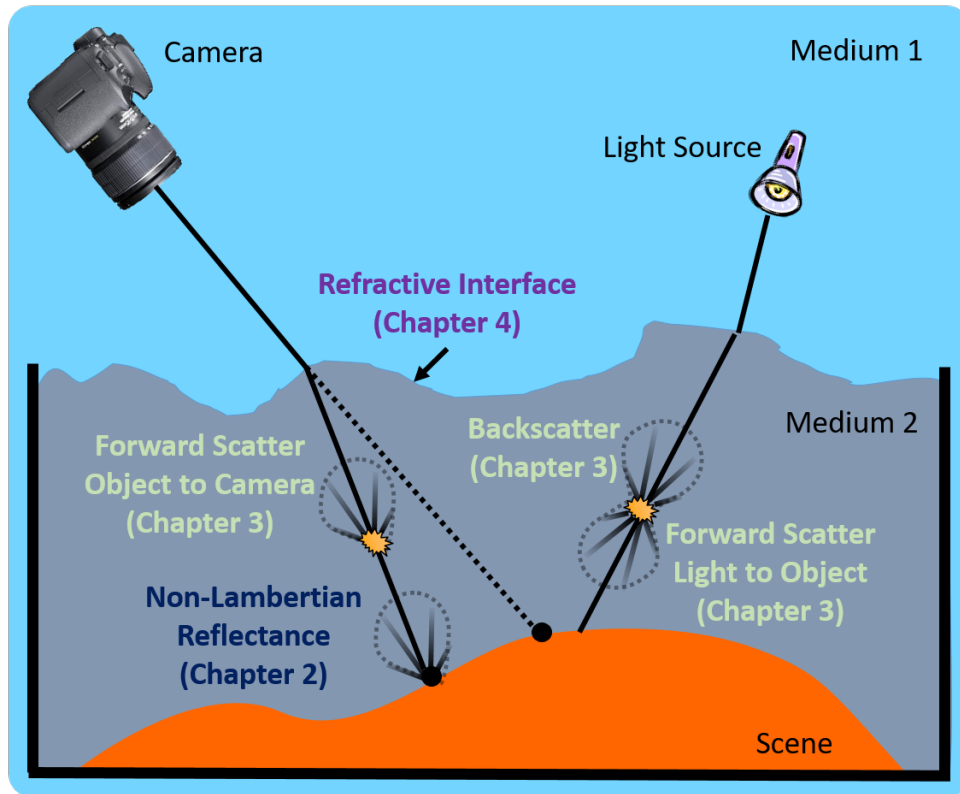 Camera
Medium 1
Light Source
Refractive Interface
(Chapter 4)
Medium 2
Backscatter
(Chapter 3)
Forward Scatter
Object to Camera
(Chapter 3)
Forward Scatter
Light to Object
(Chapter 3)
Non-Lambertian
Reflectance
(Chapter 2)
Scene